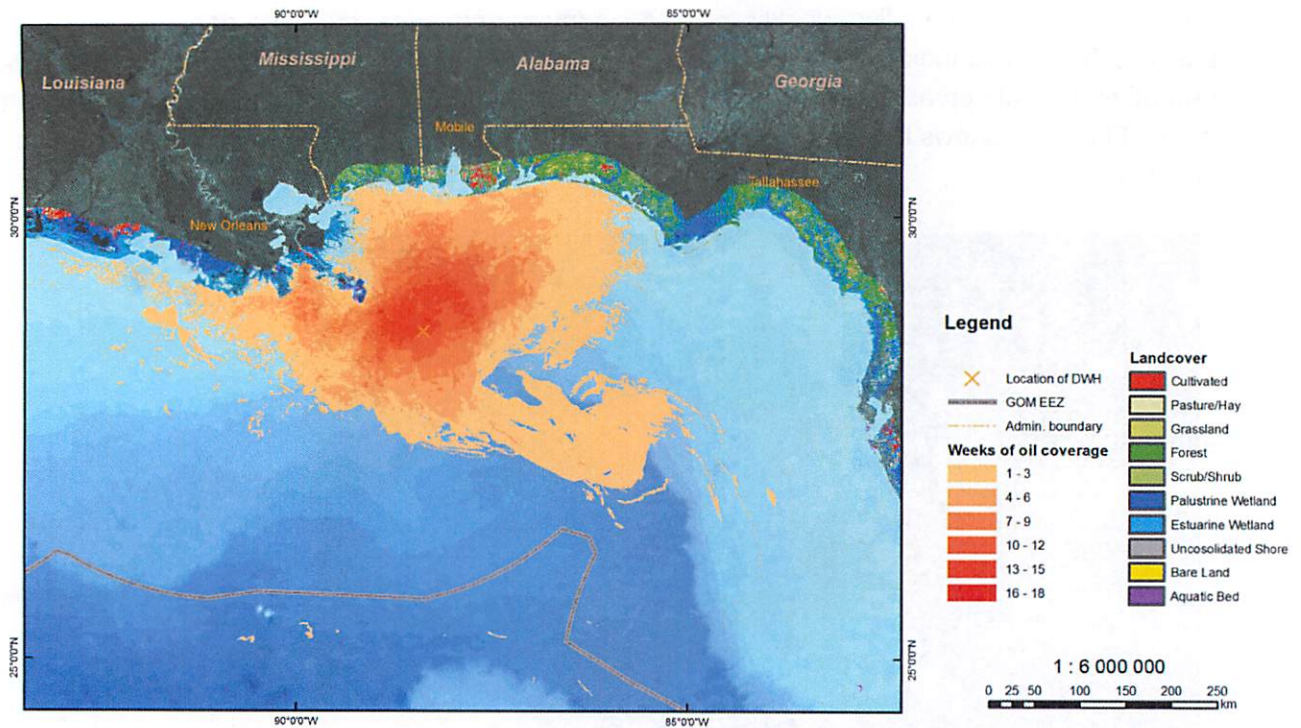 90°0'0"W
85°0'0"W
Louisiana
Mississippi
Alabama
Georgia
Mobile
Tallahassee
New Orleans
30°0'0"N
30°0'0"N
25°0'0"N
25°0'0"N
90°0'0"W
85°0'0"W
Legend
Location of DWH
GOM EEZ
Admin. boundary
Weeks of oil coverage
1 - 3
4 - 6
7 - 9
10 - 12
13 - 15
16 - 18
Landcover
Cultivated
Pasture/Hay
Grassland
Forest
Scrub/Shrub
Palustrine Wetland
Estuarine Wetland
Uncosolidated Shore
Bare Land
Aquatic Bed
1 : 6 000 000
0 25 50 100 150 200 250
km